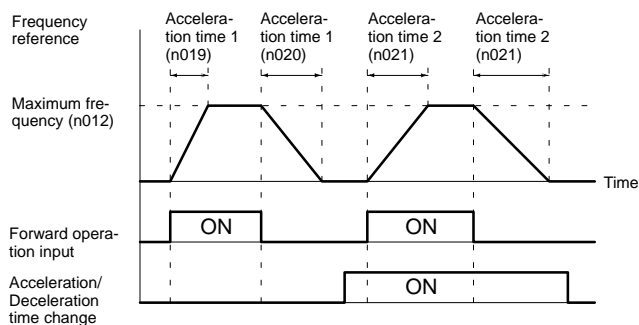 Frequency
reference
Accelera-
tion time 1
(n019)
Accelera-
tion time 1
(n020)
Accelera-
tion time 2
(n021)
Accelera-
tion time 2
(n021)
Maximum fre-
quency (n012)
Time
Forward opera-
tion input
ON
ON
Acceleration/
Deceleration
time change
ON